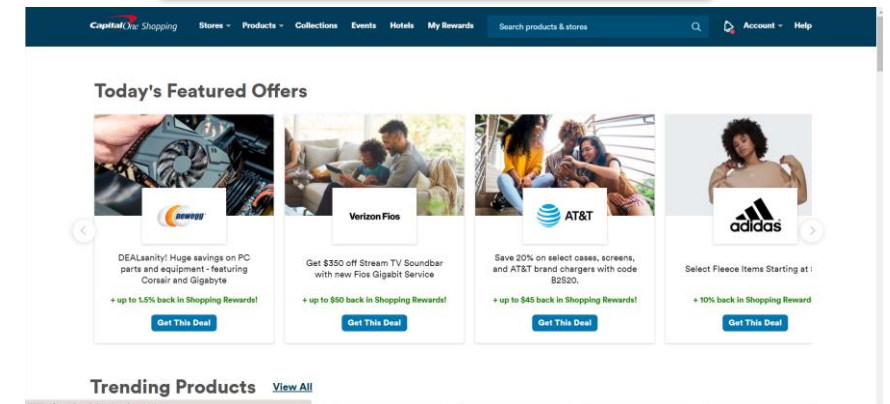 CapitalOne Shopping Stores Products Collections Events Hotels My Rewards Search products & stores Account Help
Today's Featured Offers
newegg
Verizon Fios
AT&T
adidas
DEALsanity! Huge savings on PC
parts and equipment - featuring
Corsair and Gigabyte
+ up to 1.5% back in Shopping Rewards!
Get This Deal
Get $350 off Stream TV Soundbar
with new Fios Gigabit Service
+ up to $50 back in Shopping Rewards!
Get This Deal
Save 20% on select cases, screens,
and AT&T brand chargers with code
B2S20.
+ up to $45 back in Shopping Rewards!
Get This Deal
Select Fleece Items Starting at
+ 10% back in Shopping Reward
Get This Deal
Trending Products View All